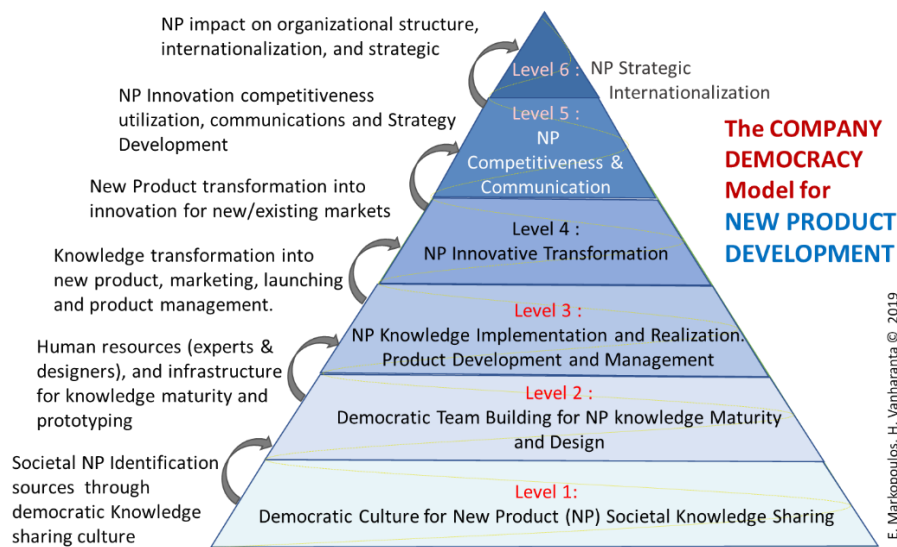 NP impact on organizational structure,
internationalization, and strategic
NP Innovation competitiveness
utilization, communications and Strategy
Development
New Product transformation into
innovation for new/existing markets
Knowledge transformation into
new product, marketing, launching
and product management.
Human resources (experts &
designers), and infrastructure
for knowledge maturity and
prototyping
Societal NP Identification
sources through
democratic Knowledge
sharing culture
Level 6 : NP Strategic
Internationalization
Level 5 :
NP
Competitiveness &
Communication
Level 4 :
NP Innovative Transformation
Level 3 :
NP Knowledge Implementation and Realization.
Product Development and Management
Level 2 :
Democratic Team Building for NP knowledge Maturity
and Design
Level 1:
Democratic Culture for New Product (NP) Societal Knowledge Sharing
The COMPANY
DEMOCRACY
Model for
NEW PRODUCT
DEVELOPMENT
E. Markopoulos, H. Vanharanta © 2019